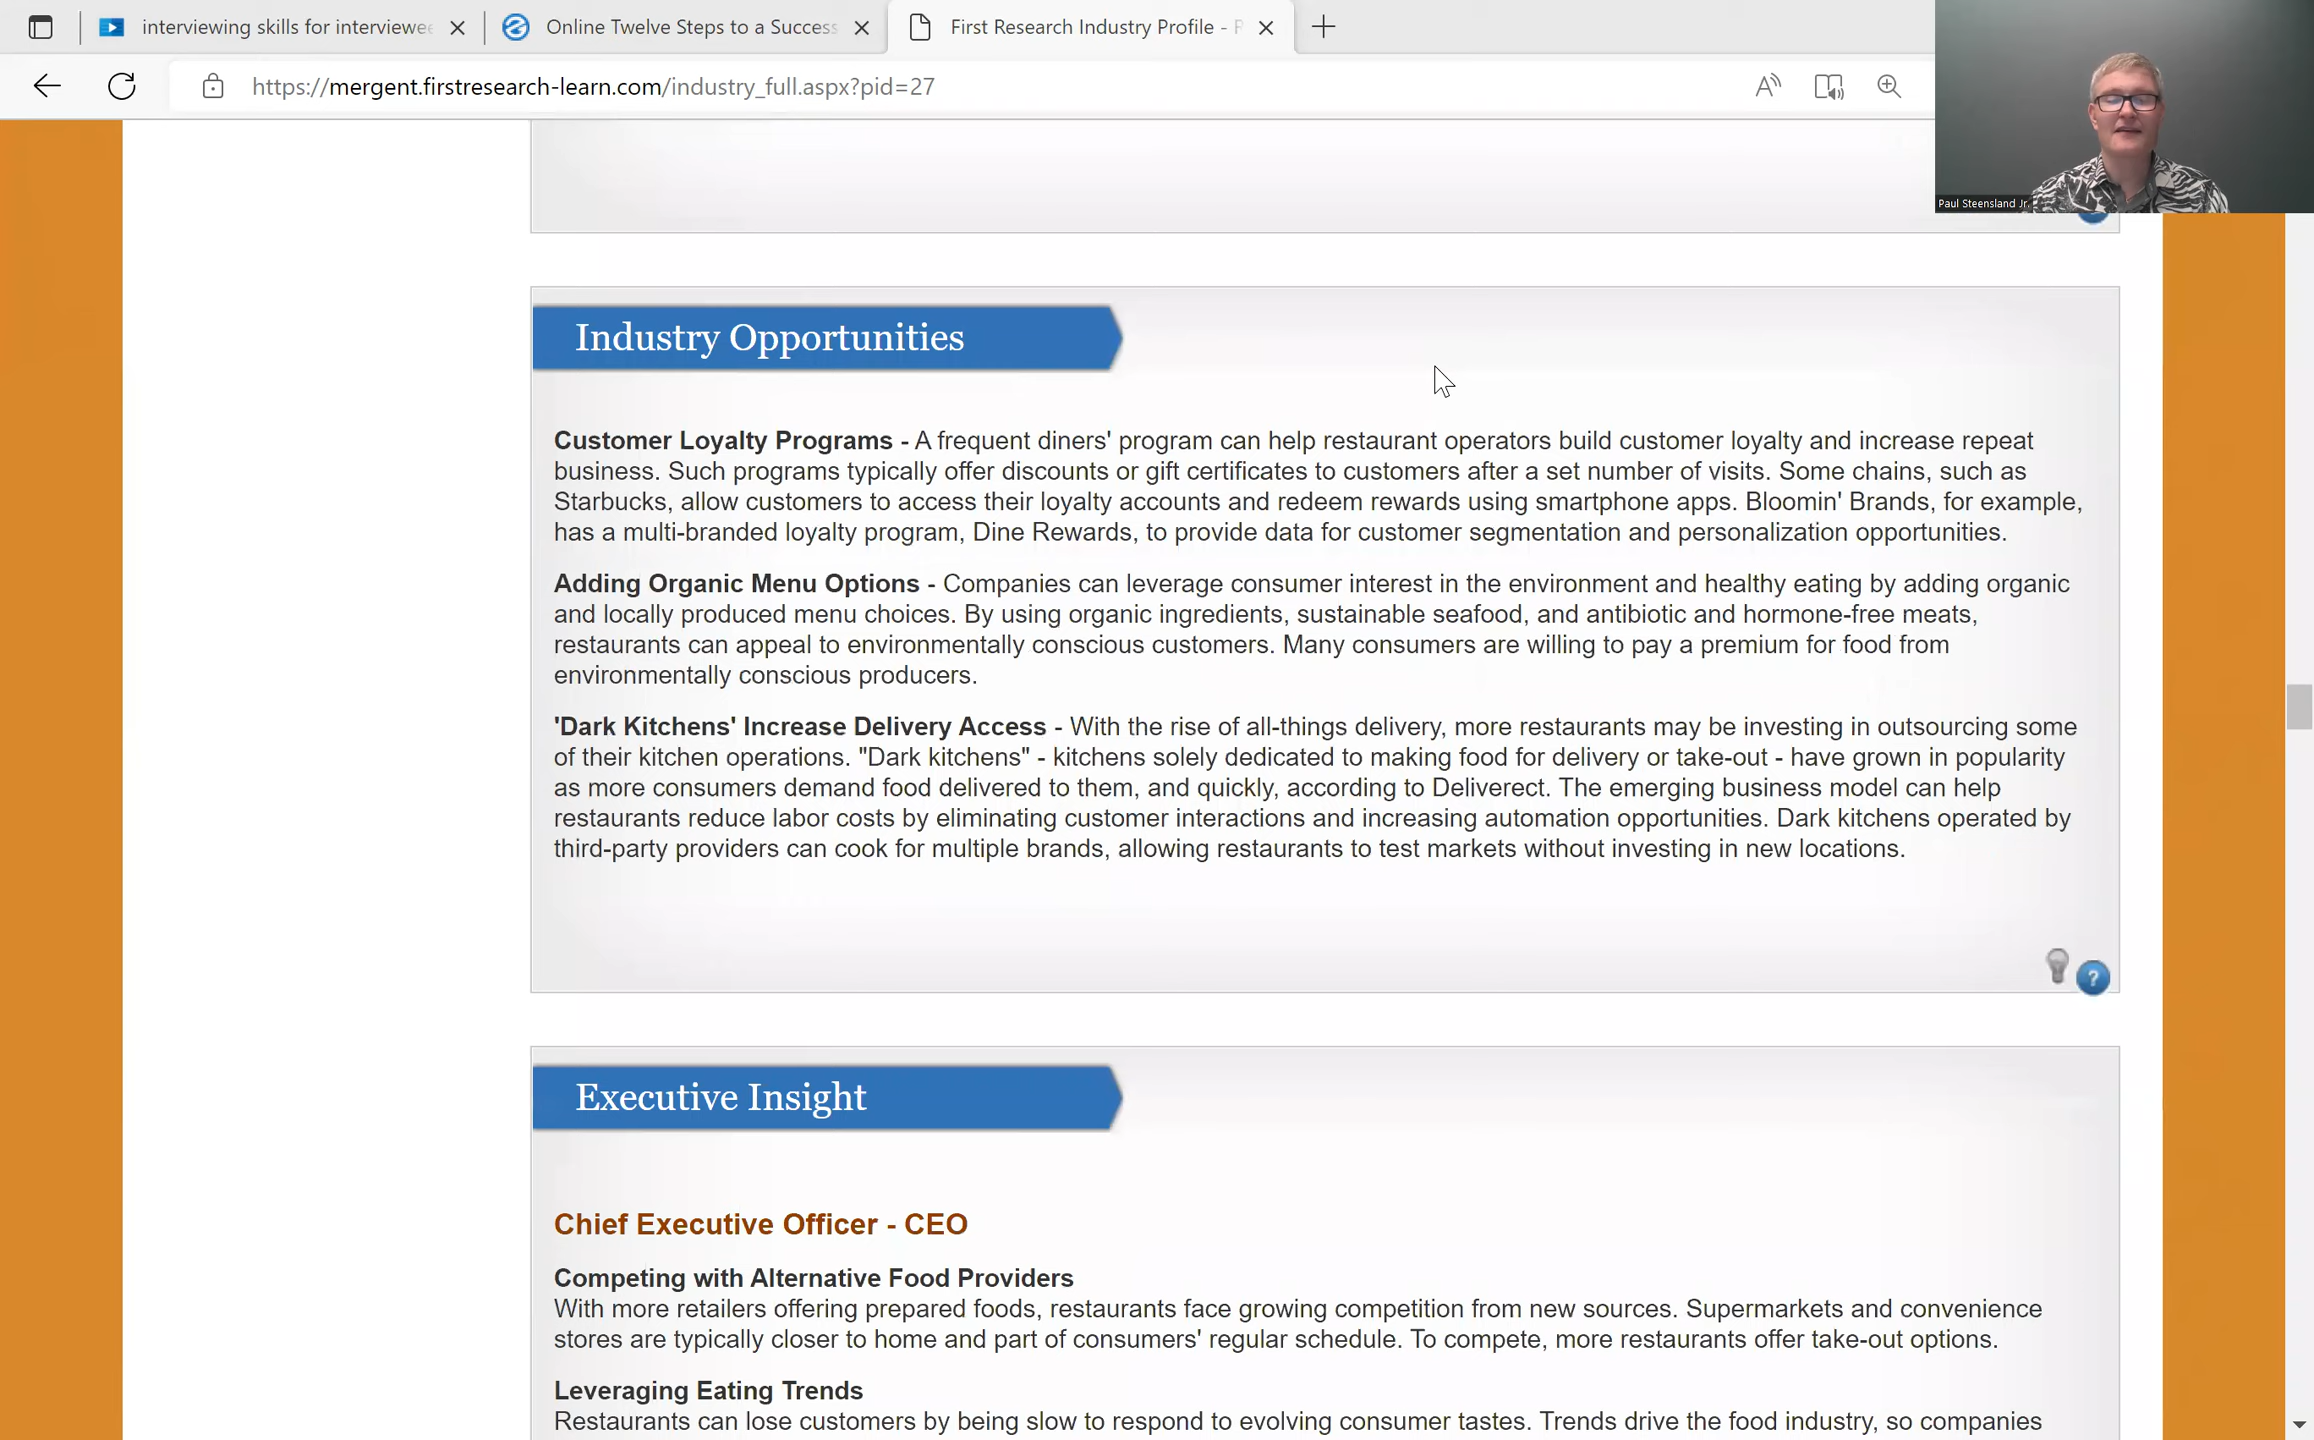 interviewing skills for interviewee
Online Twelve Steps to a Success
First Research Industry Profile - R
https://mergent.firstresearch-learn.com/industry_full.aspx?pid=27
Paul Steensland Jr.
Industry Opportunities
Customer Loyalty Programs - A frequent diners' program can help restaurant operators build customer loyalty and increase repeat
business. Such programs typically offer discounts or gift certificates to customers after a set number of visits. Some chains, such as
Starbucks, allow customers to access their loyalty accounts and redeem rewards using smartphone apps. Bloomin' Brands, for example,
has a multi-branded loyalty program, Dine Rewards, to provide data for customer segmentation and personalization opportunities.
Adding Organic Menu Options - Companies can leverage consumer interest in the environment and healthy eating by adding organic
and locally produced menu choices. By using organic ingredients, sustainable seafood, and antibiotic and hormone-free meats,
restaurants can appeal to environmentally conscious customers. Many consumers are willing to pay a premium for food from
environmentally conscious producers.
'Dark Kitchens' Increase Delivery Access - With the rise of all-things delivery, more restaurants may be investing in outsourcing some
of their kitchen operations. "Dark kitchens" - kitchens solely dedicated to making food for delivery or take-out - have grown in popularity
as more consumers demand food delivered to them, and quickly, according to Deliverect. The emerging business model can help
restaurants reduce labor costs by eliminating customer interactions and increasing automation opportunities. Dark kitchens operated by
third-party providers can cook for multiple brands, allowing restaurants to test markets without investing in new locations.
?
Executive Insight
Chief Executive Officer - CEO
Competing with Alternative Food Providers
With more retailers offering prepared foods, restaurants face growing competition from new sources. Supermarkets and convenience
stores are typically closer to home and part of consumers' regular schedule. To compete, more restaurants offer take-out options.
Leveraging Eating Trends
Restaurants can lose customers by being slow to respond to evolving consumer tastes. Trends drive the food industry, so companies